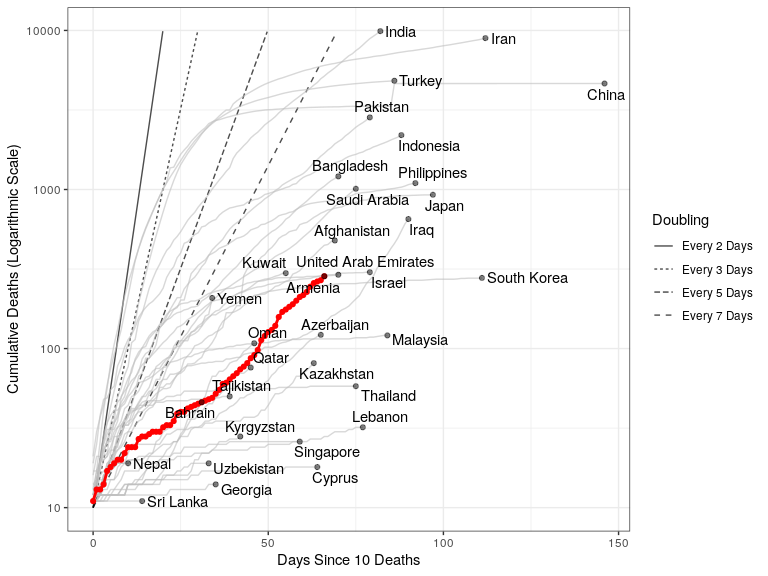 10000
1000
100
10
Cumulative Deaths (Logarithmic Scale)
India
Iran
Turkey
China
Pakistan
Indonesia
Bangladesh
Philippines
Saudi Arabia
Japan
Iraq
Afghanistan
Kuwait
United Arab Emirates
Israel
South Korea
Armenia
Yemen
Azerbaijan
Oman
Malaysia
Qatar
Kazakhstan
Tajikistan
Thailand
Bahrain
Lebanon
Kyrgyzstan
Singapore
Nepal
Uzbekistan
Cyprus
Georgia
Sri Lanka
0
50
100
150
Days Since 10 Deaths
Doubling
Every 2 Days
Every 3 Days
Every 5 Days
Every 7 Days